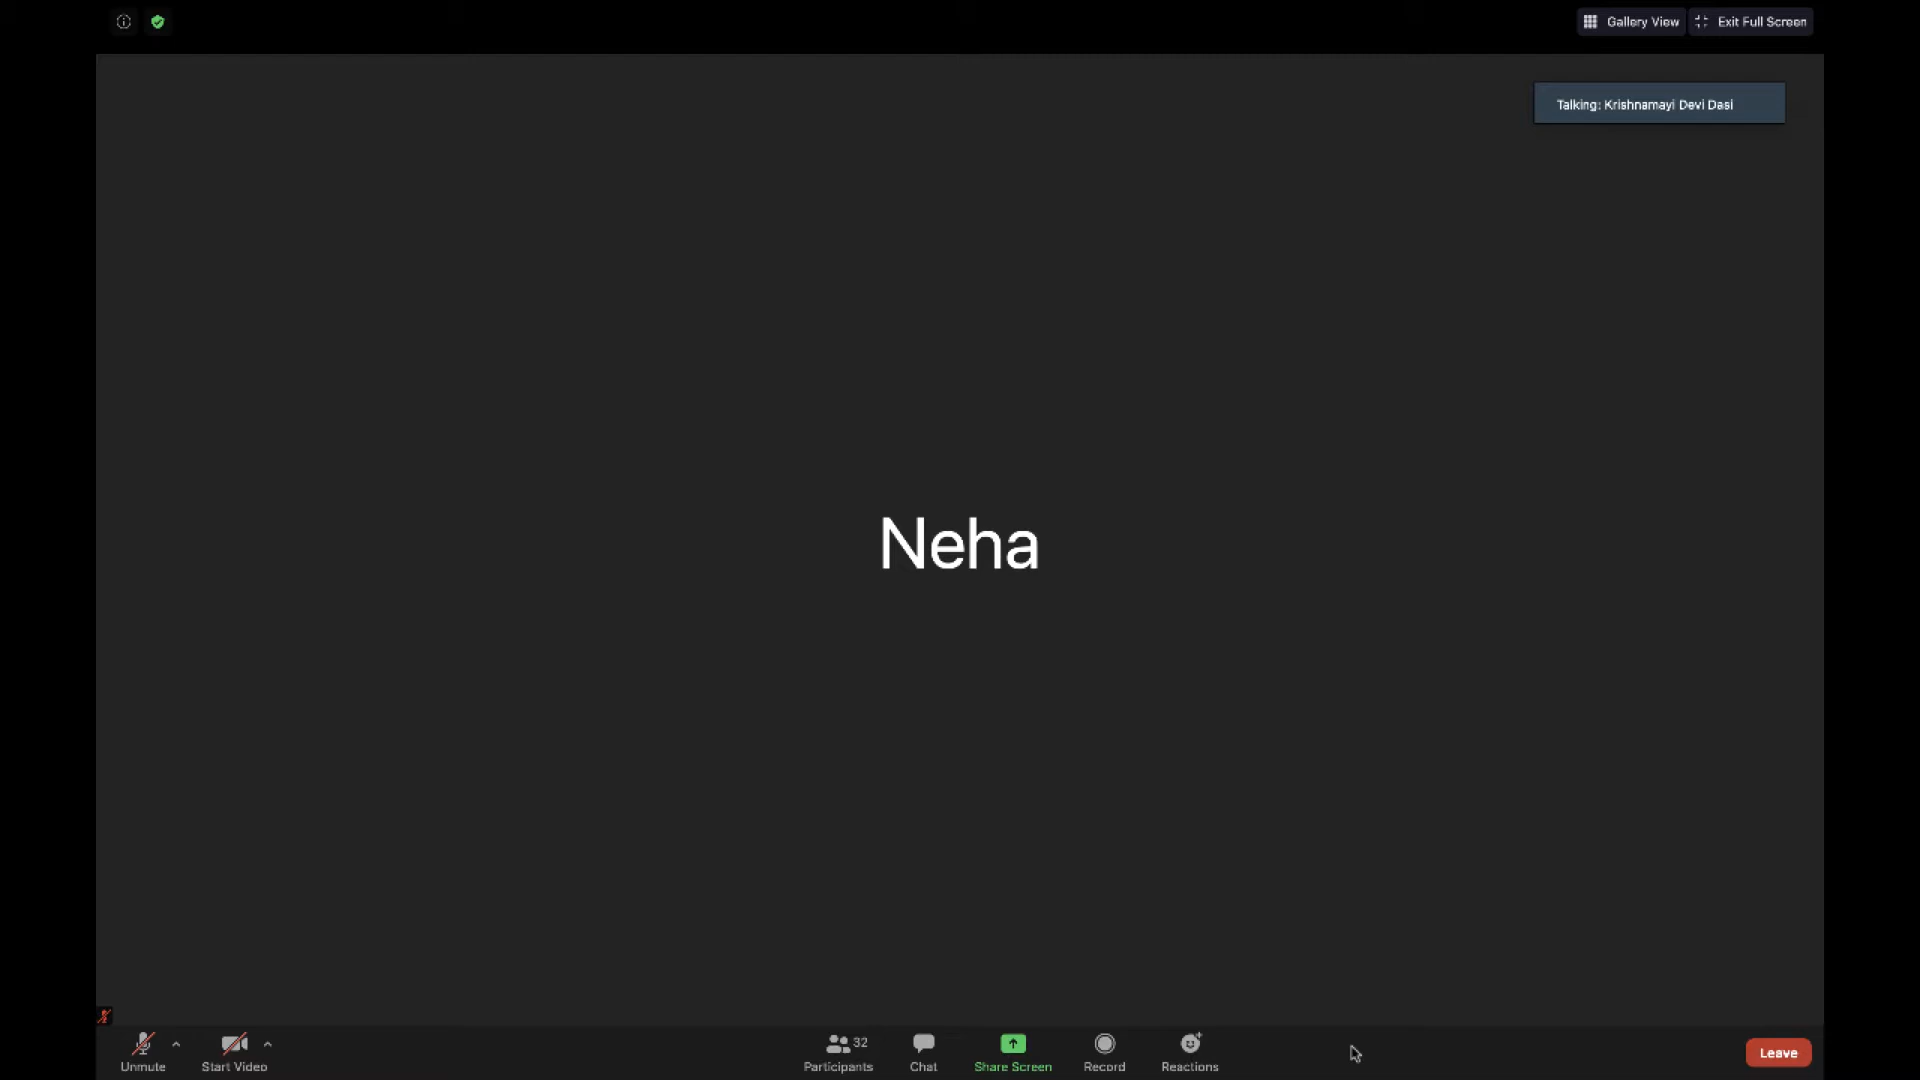 Gallery View
Exit Full Screen
Talking: Krishnamayi Devi Dasi
Neha
Unmute
Start Video
32
Participants
Chat
Share Screen
Record
Reactions
Leave